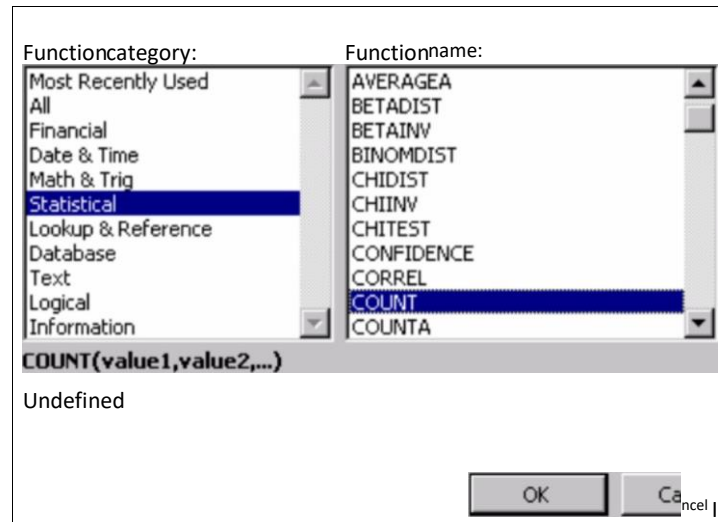 Functioncategory:
Functionname:
Most Recently Used
All
Financial
Date & Time
Math & Trig
Statistical
Lookup & Reference
Database
Text
Logical
Information
AVERAGEA
BETADIST
BETAINV
BINOMDIST
CHIDIST
CHIINV
CHITEST
CONFIDENCE
CORREL
COUNT
COUNTA
COUNT(value1,value2,...)
Undefined
OK
Cancel